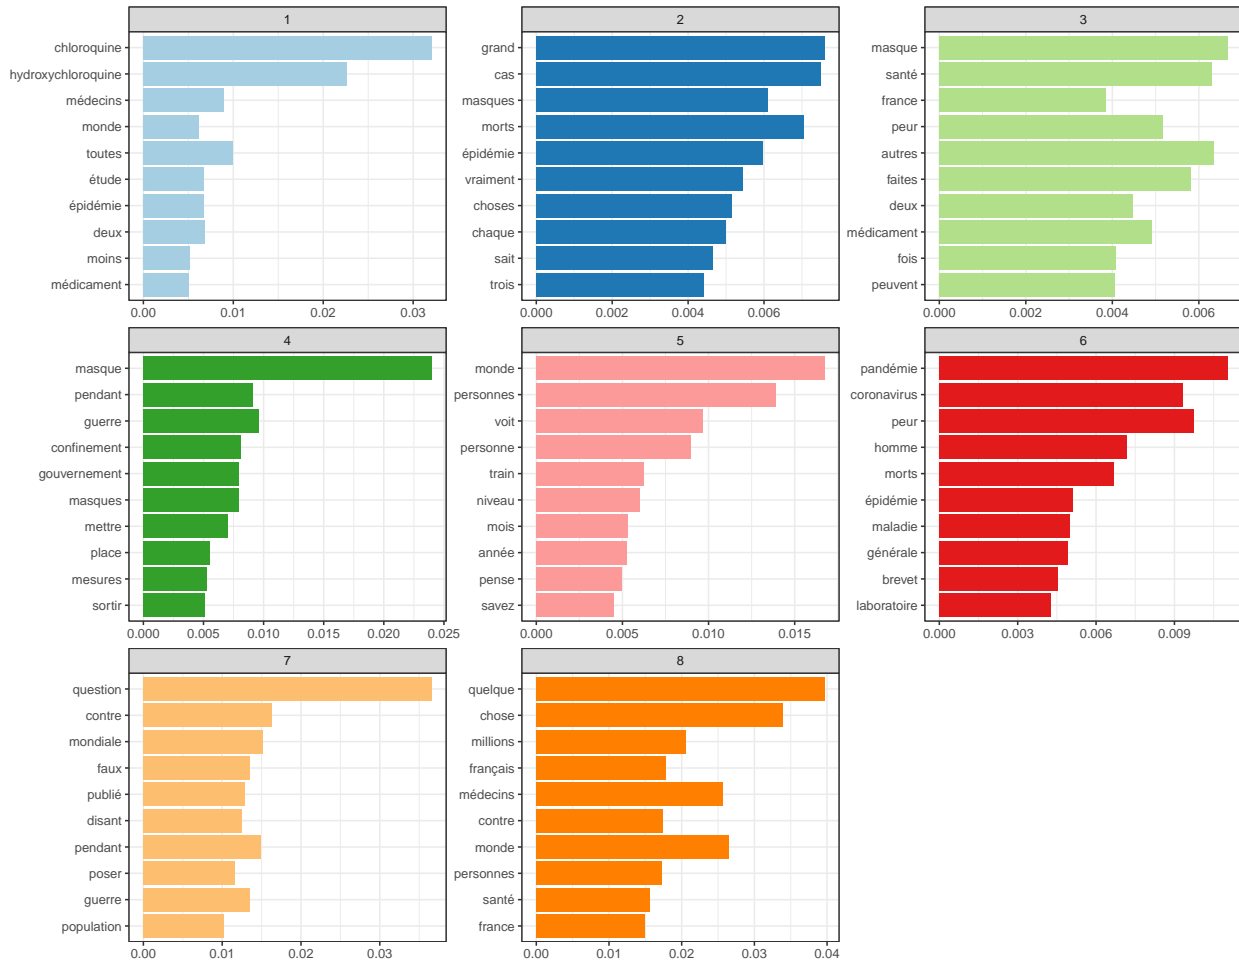 1
chloroquine
hydroxychloroquine
médecins
monde
toutes
étude
épidémie
deux
moins
médicament
0.00 0.01 0.02 0.03
2
grand
cas
masques
morts
épidémie
vraiment
choses
chaque
sait
trois
0.000 0.002 0.004 0.006
3
masque
santé
france
peur
autres
faites
deux
médicament
fois
peuvent
0.000 0.002 0.004 0.006
4
masque
pendant
guerre
confinement
gouvernement
masques
mettre
place
mesures
sortir
0.000 0.005 0.010 0.015 0.020 0.025
5
monde
personnes
voit
personne
train
niveau
mois
année
pense
savez
0.000 0.005 0.010 0.015
6
pandémie
coronavirus
peur
homme
morts
épidémie
maladie
générale
brevet
laboratoire
0.000 0.003 0.006 0.009
7
question
contre
mondiale
faux
publié
disant
pendant
poser
guerre
population
0.00 0.01 0.02 0.03
8
quelque
chose
millions
français
médecins
contre
monde
personnes
santé
france
0.00 0.01 0.02 0.03 0.04